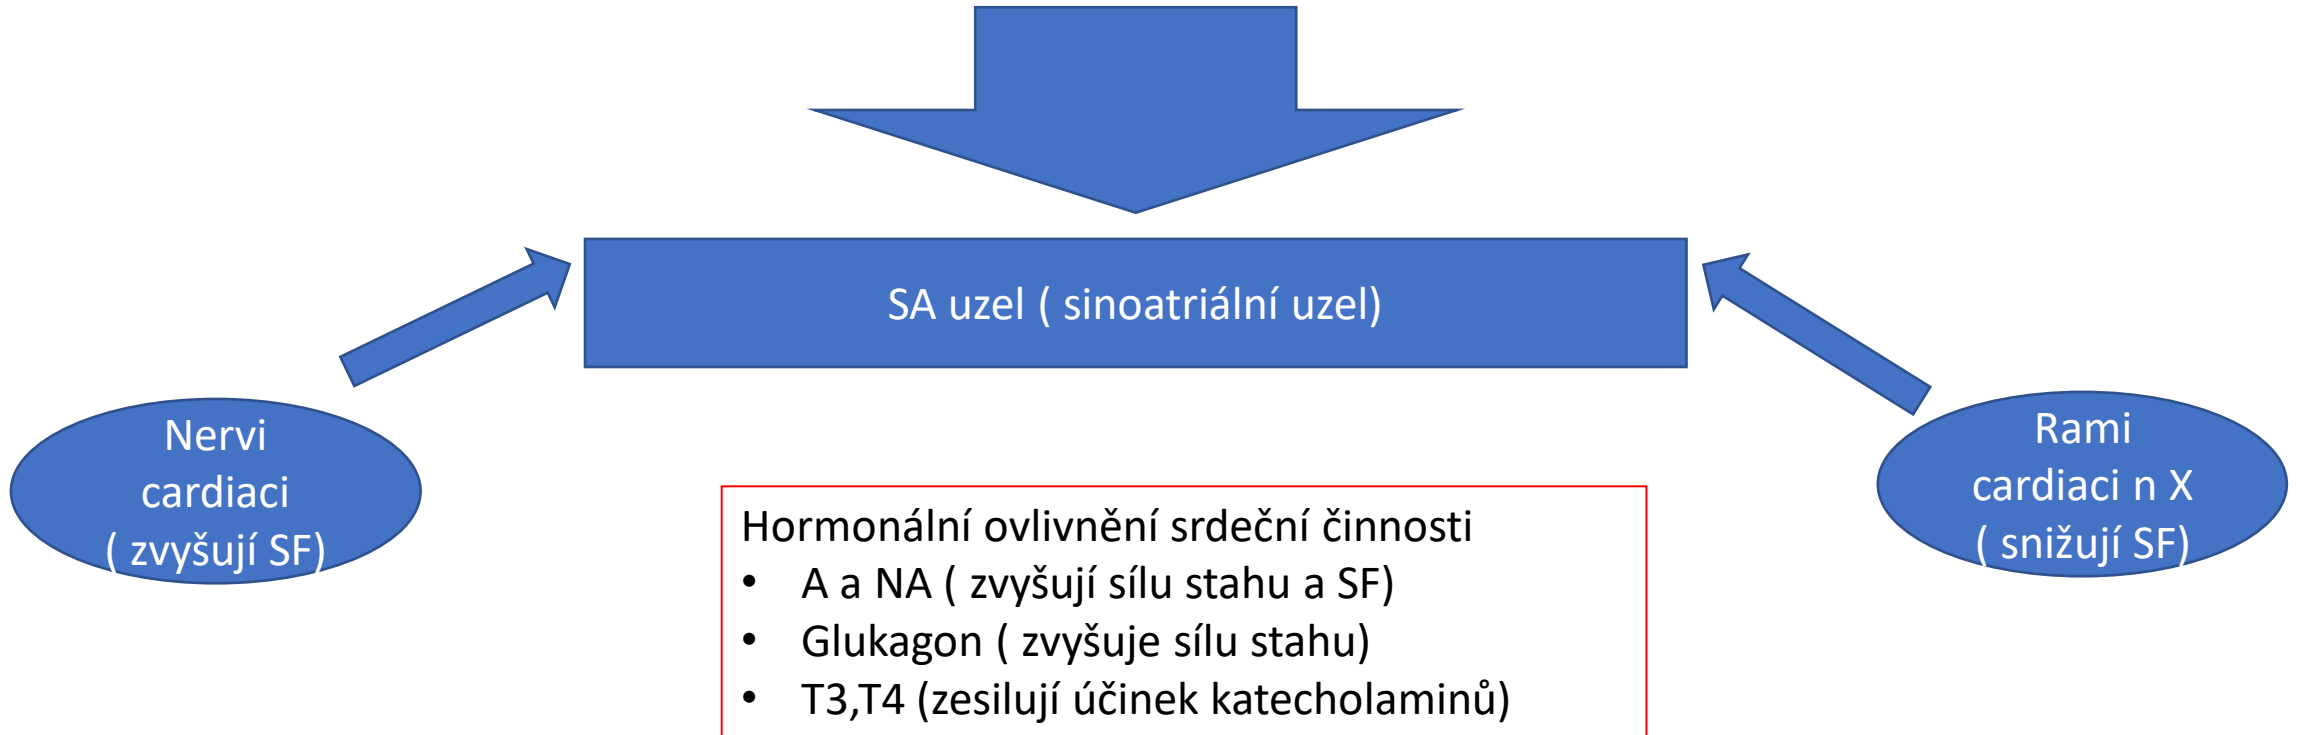 SA uzel ( sinoatriální uzel)
Nervi
cardiaci
( zvyšují SF)
Rami
cardiaci n X
( snižují SF)
Hormonální ovlivnění srdeční činnosti
• A a NA ( zvyšují sílu stahu a SF)
• Glukagon ( zvyšuje sílu stahu)
• T3,T4 (zesilují účinek katecholaminů)